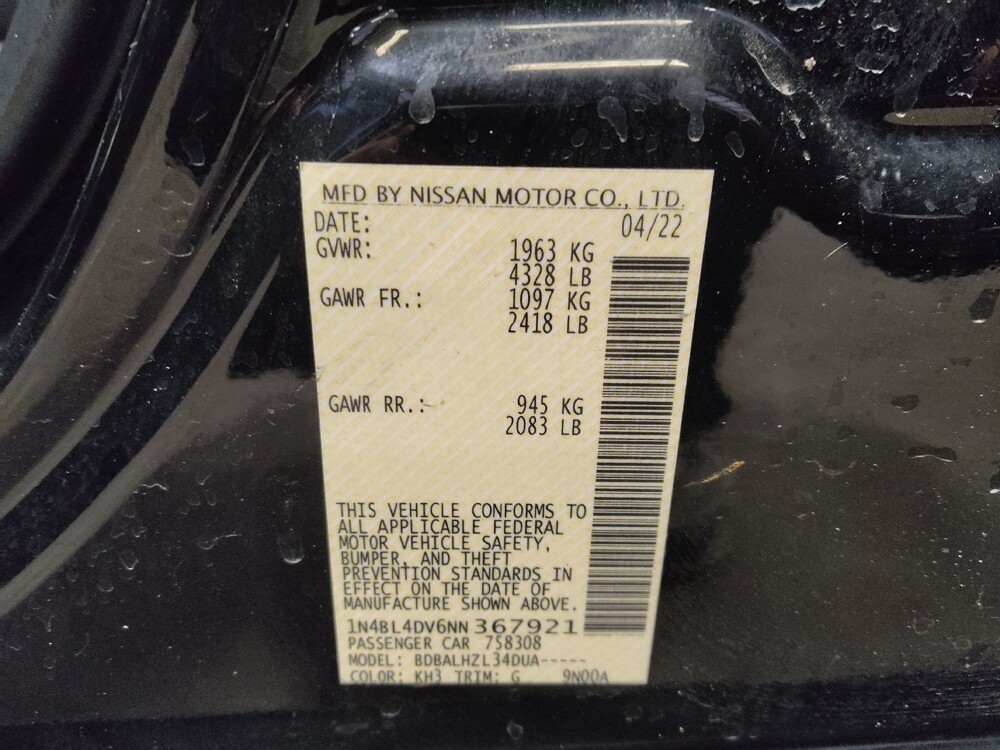 MFD BY NISSAN MOTOR CO., LTD.
DATE: 04/22
GVWR: 1963 KG
4328 LB
GAWR FR.: 1097 KG
2418 LB
GAWR RR.: 945 KG
2083 LB
THIS VEHICLE CONFORMS TO
ALL APPLICABLE FEDERAL
MOTOR VEHICLE SAFETY,
BUMPER, AND THEFT
PREVENTION STANDARDS IN
EFFECT ON THE DATE OF
MANUFACTURE SHOWN ABOVE.
1N4BL4DV6NN367921
PASSENGER CAR 758308
MODEL: BDBALHZL34DUA-----
COLOR: KH3 TRIM: G 9N00A